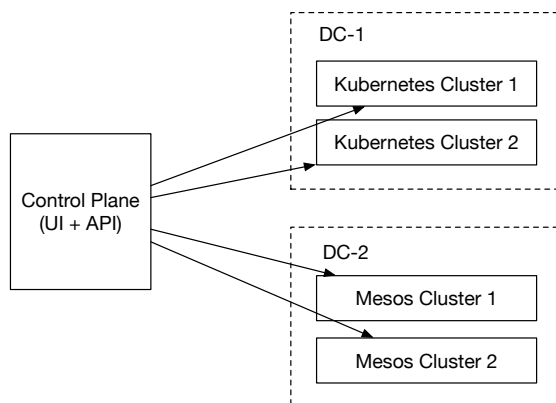 DC-1
Kubernetes Cluster 1
Kubernetes Cluster 2
Control Plane
(UI + API)
DC-2
Mesos Cluster 1
Mesos Cluster 2